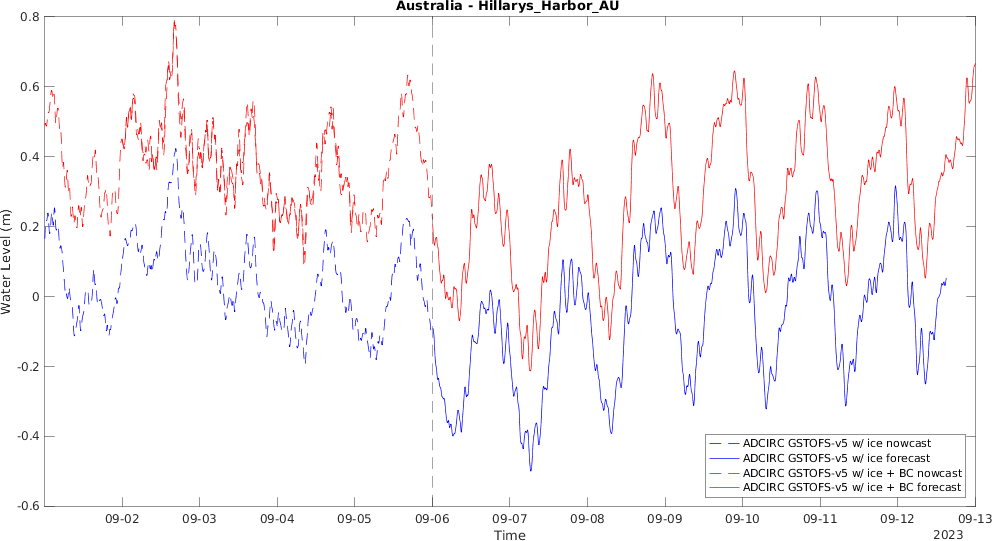 Australia - Hillarys_Harbor_AU
Water Level (m)
0.8
0.6
0.4
0.2
0
-0.2
-0.4
-0.6
ADCIRC GSTOFS-v5 w/ ice nowcast
ADCIRC GSTOFS-v5 w/ ice forecast
ADCIRC GSTOFS-v5 w/ ice + BC nowcast
ADCIRC GSTOFS-v5 w/ ice + BC forecast
09-02 09-03 09-04 09-05 09-06 09-07 09-08 09-09 09-10 09-11 09-12 09-13
Time
2023